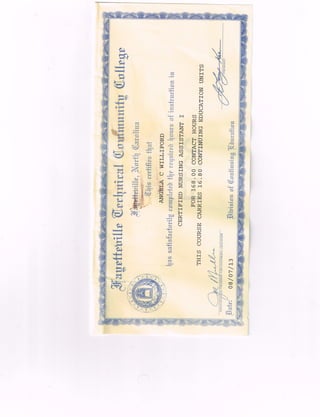 Fayetteville Technical Community College
Fayetteville, North Carolina
This certifies that
ANGELA C WILLIFORD
has satisfactorily completed the required hours of instruction in
CERTIFIED NURSING ASSISTANT I
FOR 168.00 CONTACT HOURS
THIS COURSE CARRIES 16.80 CONTINUING EDUCATION UNITS
Date: 08/07/13
Division of Continuing Education